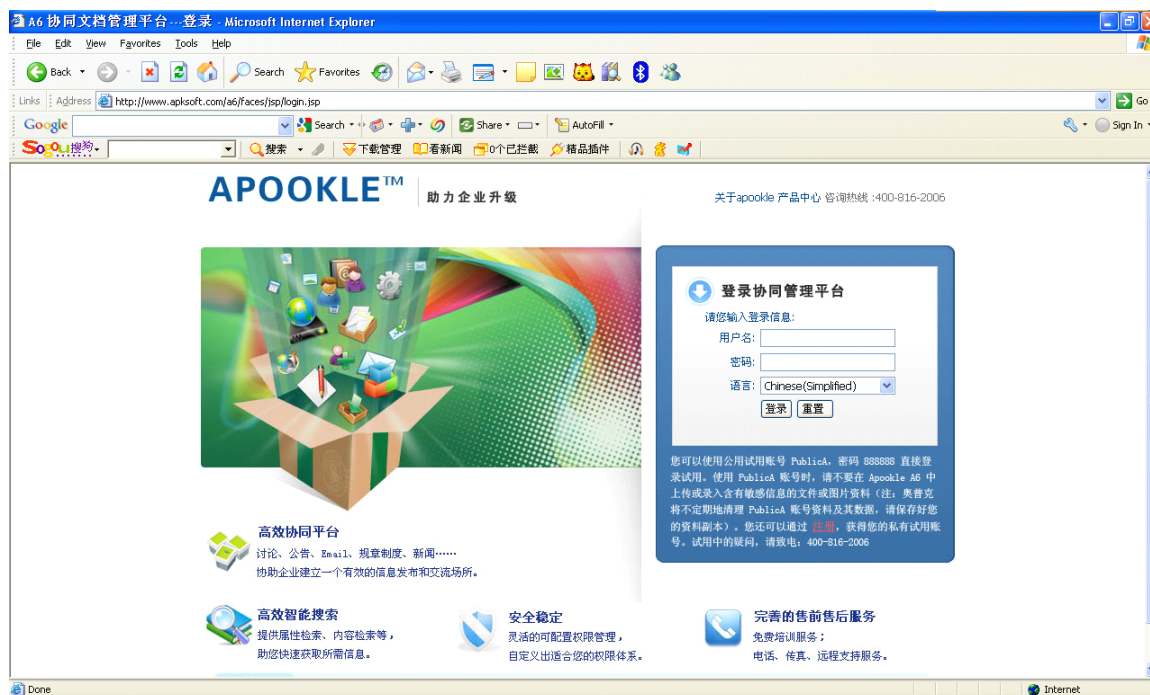 A6 协同文档管理平台---登录 - Microsoft Internet Explorer
File Edit View Favorites Tools Help
Back Search Favorites
Links Address http://www.apksoft.com/a6/faces/jsp/login.jsp Go
Google Search Share AutoFill Sign In
Sogou搜狗 搜索 下载管理 看新闻 0个已拦截 精品插件
APOOKLE™ 助力企业升级
关于apookle 产品中心 咨询热线 :400-816-2006
登录协同管理平台
请您输入登录信息:
用户名:
密码:
语言: Chinese(Simplified)
登录 重置
您可以使用公用试用账号 PublicA，密码 888888 直接登
录试用。使用 PublicA 账号时，请不要在 Apookle A6 中
上传或录入含有敏感信息的文件或图片资料（注：奥普克
将不定期地清理 PublicA 账号资料及其数据，请保存好您
的资料副本）。您还可以通过 注册，获得您的私有试用账
号。试用中的疑问，请致电：400-816-2006
高效协同平台
讨论、公告、Email、规章制度、新闻······
协助企业建立一个有效的信息发布和交流场所。
高效智能搜索
提供属性检索、内容检索等，
助您快速获取所需信息。
安全稳定
灵活的可配置权限管理，
自定义出适合您的权限体系。
完善的售前售后服务
免费培训服务；
电话、传真、远程支持服务。
Done Internet